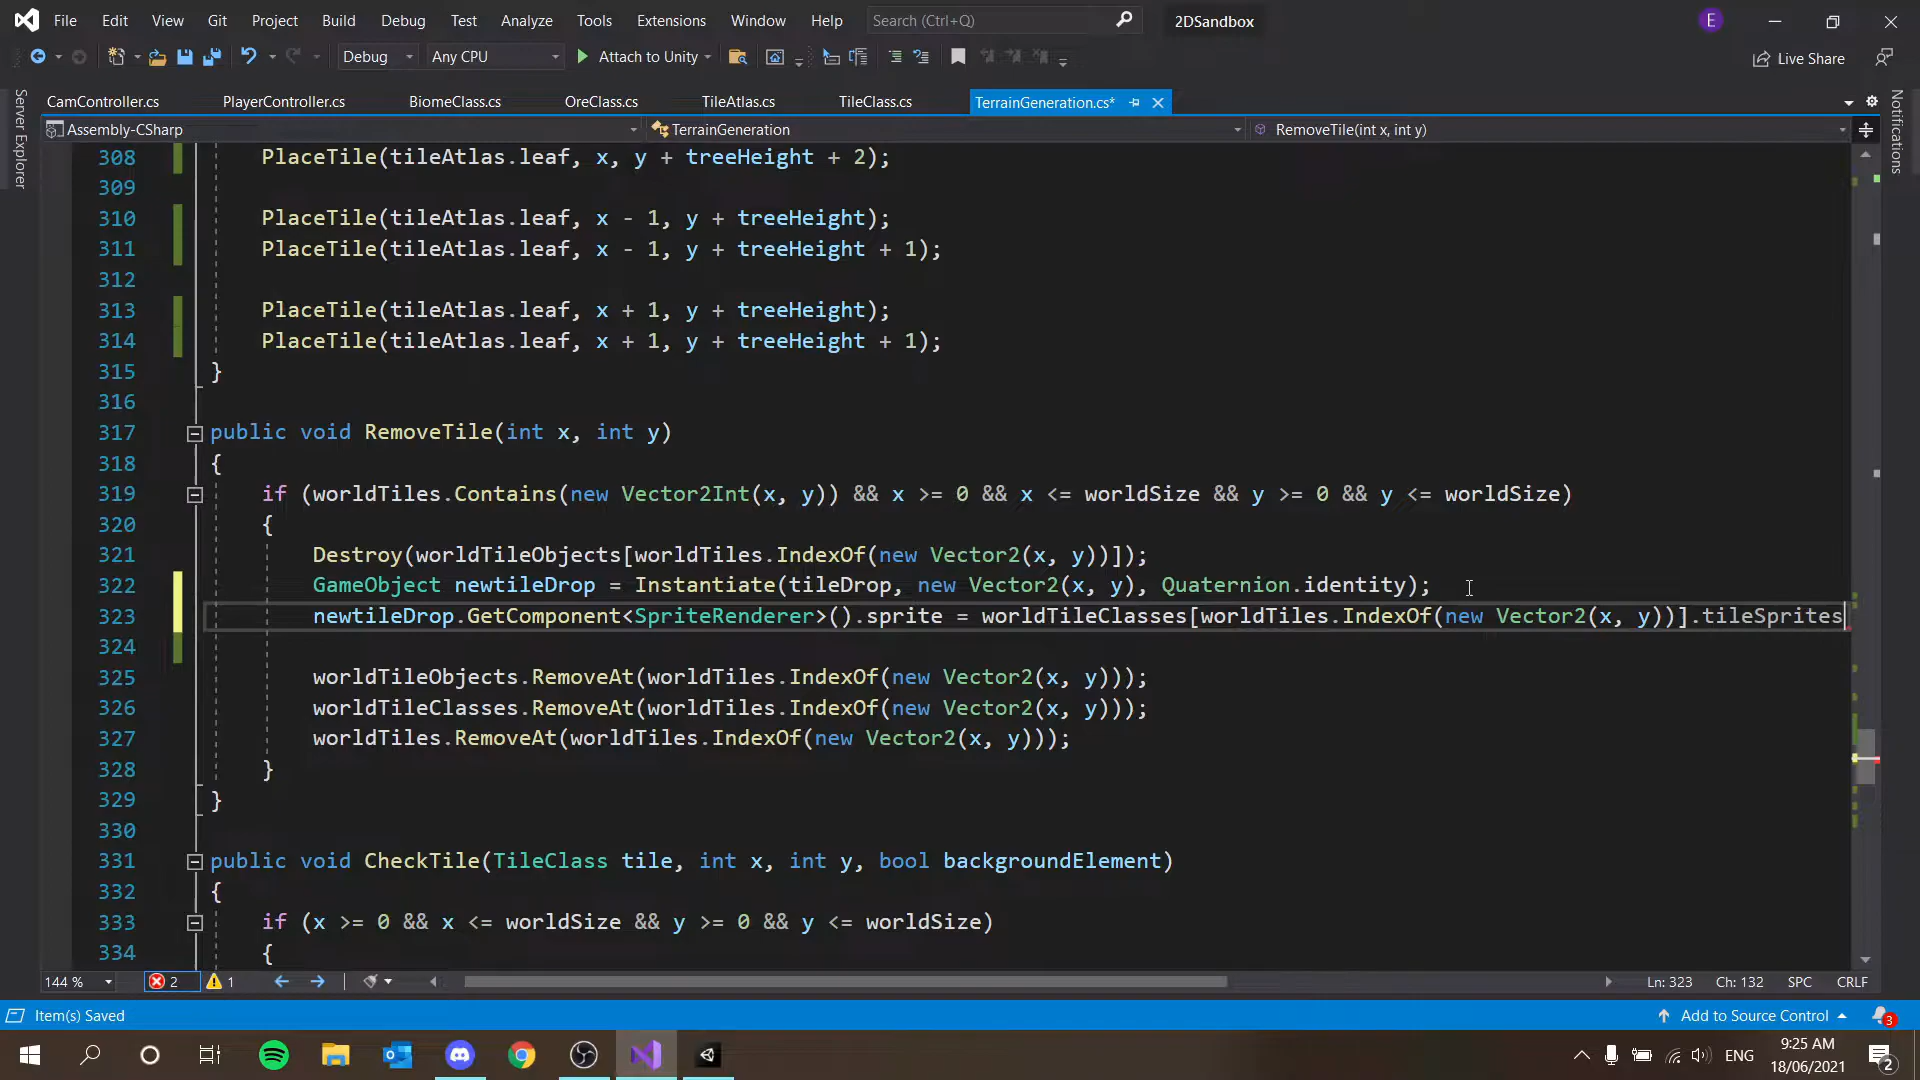 File Edit View Git Project Build Debug Test Analyze Tools Extensions Window Help Search (Ctrl+Q) 2DSandbox E
Debug Any CPU Attach to Unity Live Share
CamController.cs PlayerController.cs BiomeClass.cs OreClass.cs TileAtlas.cs TileClass.cs TerrainGeneration.cs*
Assembly-CSharp TerrainGeneration RemoveTile(int x, int y)
Server Explorer
Notifications
308 PlaceTile(tileAtlas.leaf, x, y + treeHeight + 2);
309
310 PlaceTile(tileAtlas.leaf, x - 1, y + treeHeight);
311 PlaceTile(tileAtlas.leaf, x - 1, y + treeHeight + 1);
312
313 PlaceTile(tileAtlas.leaf, x + 1, y + treeHeight);
314 PlaceTile(tileAtlas.leaf, x + 1, y + treeHeight + 1);
315 }
316
317 public void RemoveTile(int x, int y)
318 {
319 if (worldTiles.Contains(new Vector2Int(x, y)) && x >= 0 && x <= worldSize && y >= 0 && y <= worldSize)
320 {
321 Destroy(worldTileObjects[worldTiles.IndexOf(new Vector2(x, y))]);
322 GameObject newtileDrop = Instantiate(tileDrop, new Vector2(x, y), Quaternion.identity);
323 newtileDrop.GetComponent<SpriteRenderer>().sprite = worldTileClasses[worldTiles.IndexOf(new Vector2(x, y))].tileSprites
324
325 worldTileObjects.RemoveAt(worldTiles.IndexOf(new Vector2(x, y)));
326 worldTileClasses.RemoveAt(worldTiles.IndexOf(new Vector2(x, y)));
327 worldTiles.RemoveAt(worldTiles.IndexOf(new Vector2(x, y)));
328 }
329 }
330
331 public void CheckTile(TileClass tile, int x, int y, bool backgroundElement)
332 {
333 if (x >= 0 && x <= worldSize && y >= 0 && y <= worldSize)
334 {
144 % 2 1 Ln: 323 Ch: 132 SPC CRLF
Item(s) Saved Add to Source Control 3
ENG 9:25 AM
18/06/2021 2